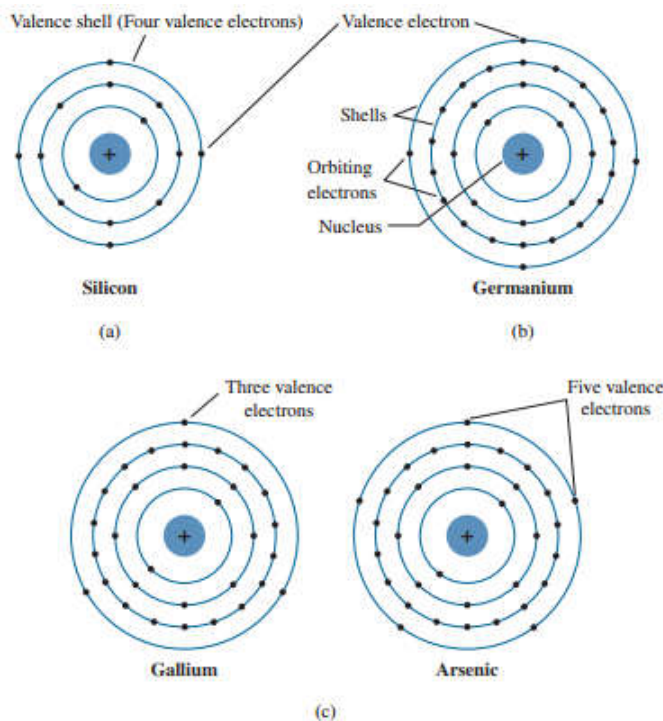 Valence shell (Four valence electrons)
Valence electron
Shells
Orbiting
electrons
Nucleus
+
+
Silicon
Germanium
(a)
(b)
Three valence
electrons
Five valence
electrons
+
+
Gallium
Arsenic
(c)